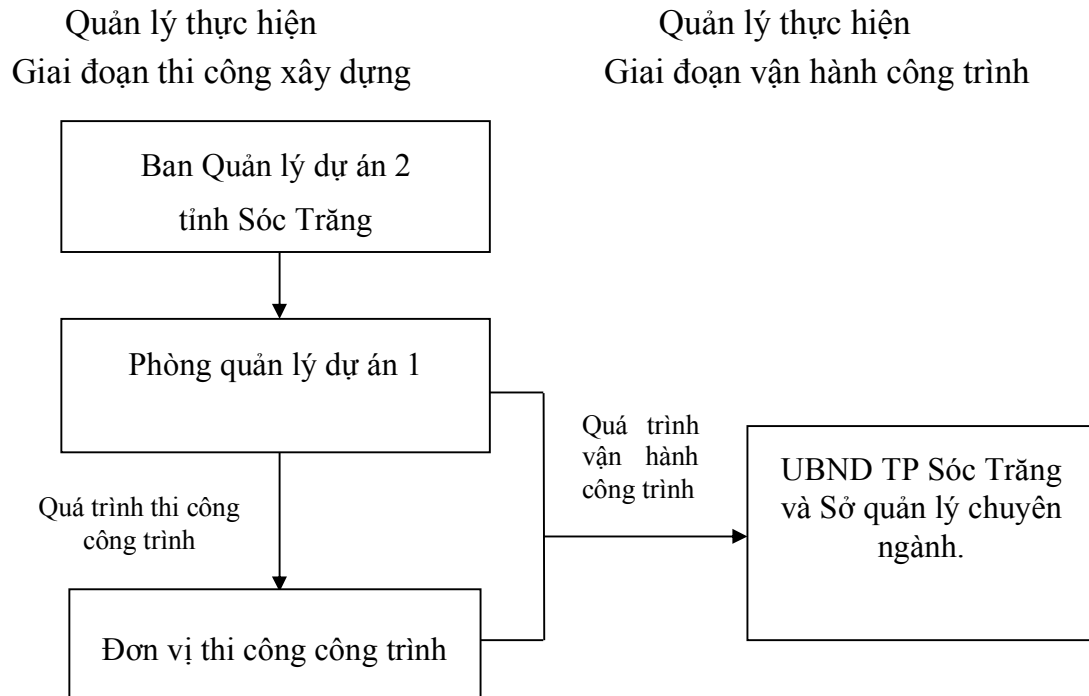 Quản lý thực hiện
Giai đoạn thi công xây dựng
Quản lý thực hiện
Giai đoạn vận hành công trình
Ban Quản lý dự án 2
tỉnh Sóc Trăng
Phòng quản lý dự án 1
Quá trình thi công
công trình
Đơn vị thi công công trình
Quá trình
vận hành
công trình
UBND TP Sóc Trăng
và Sở quản lý chuyên
ngành.